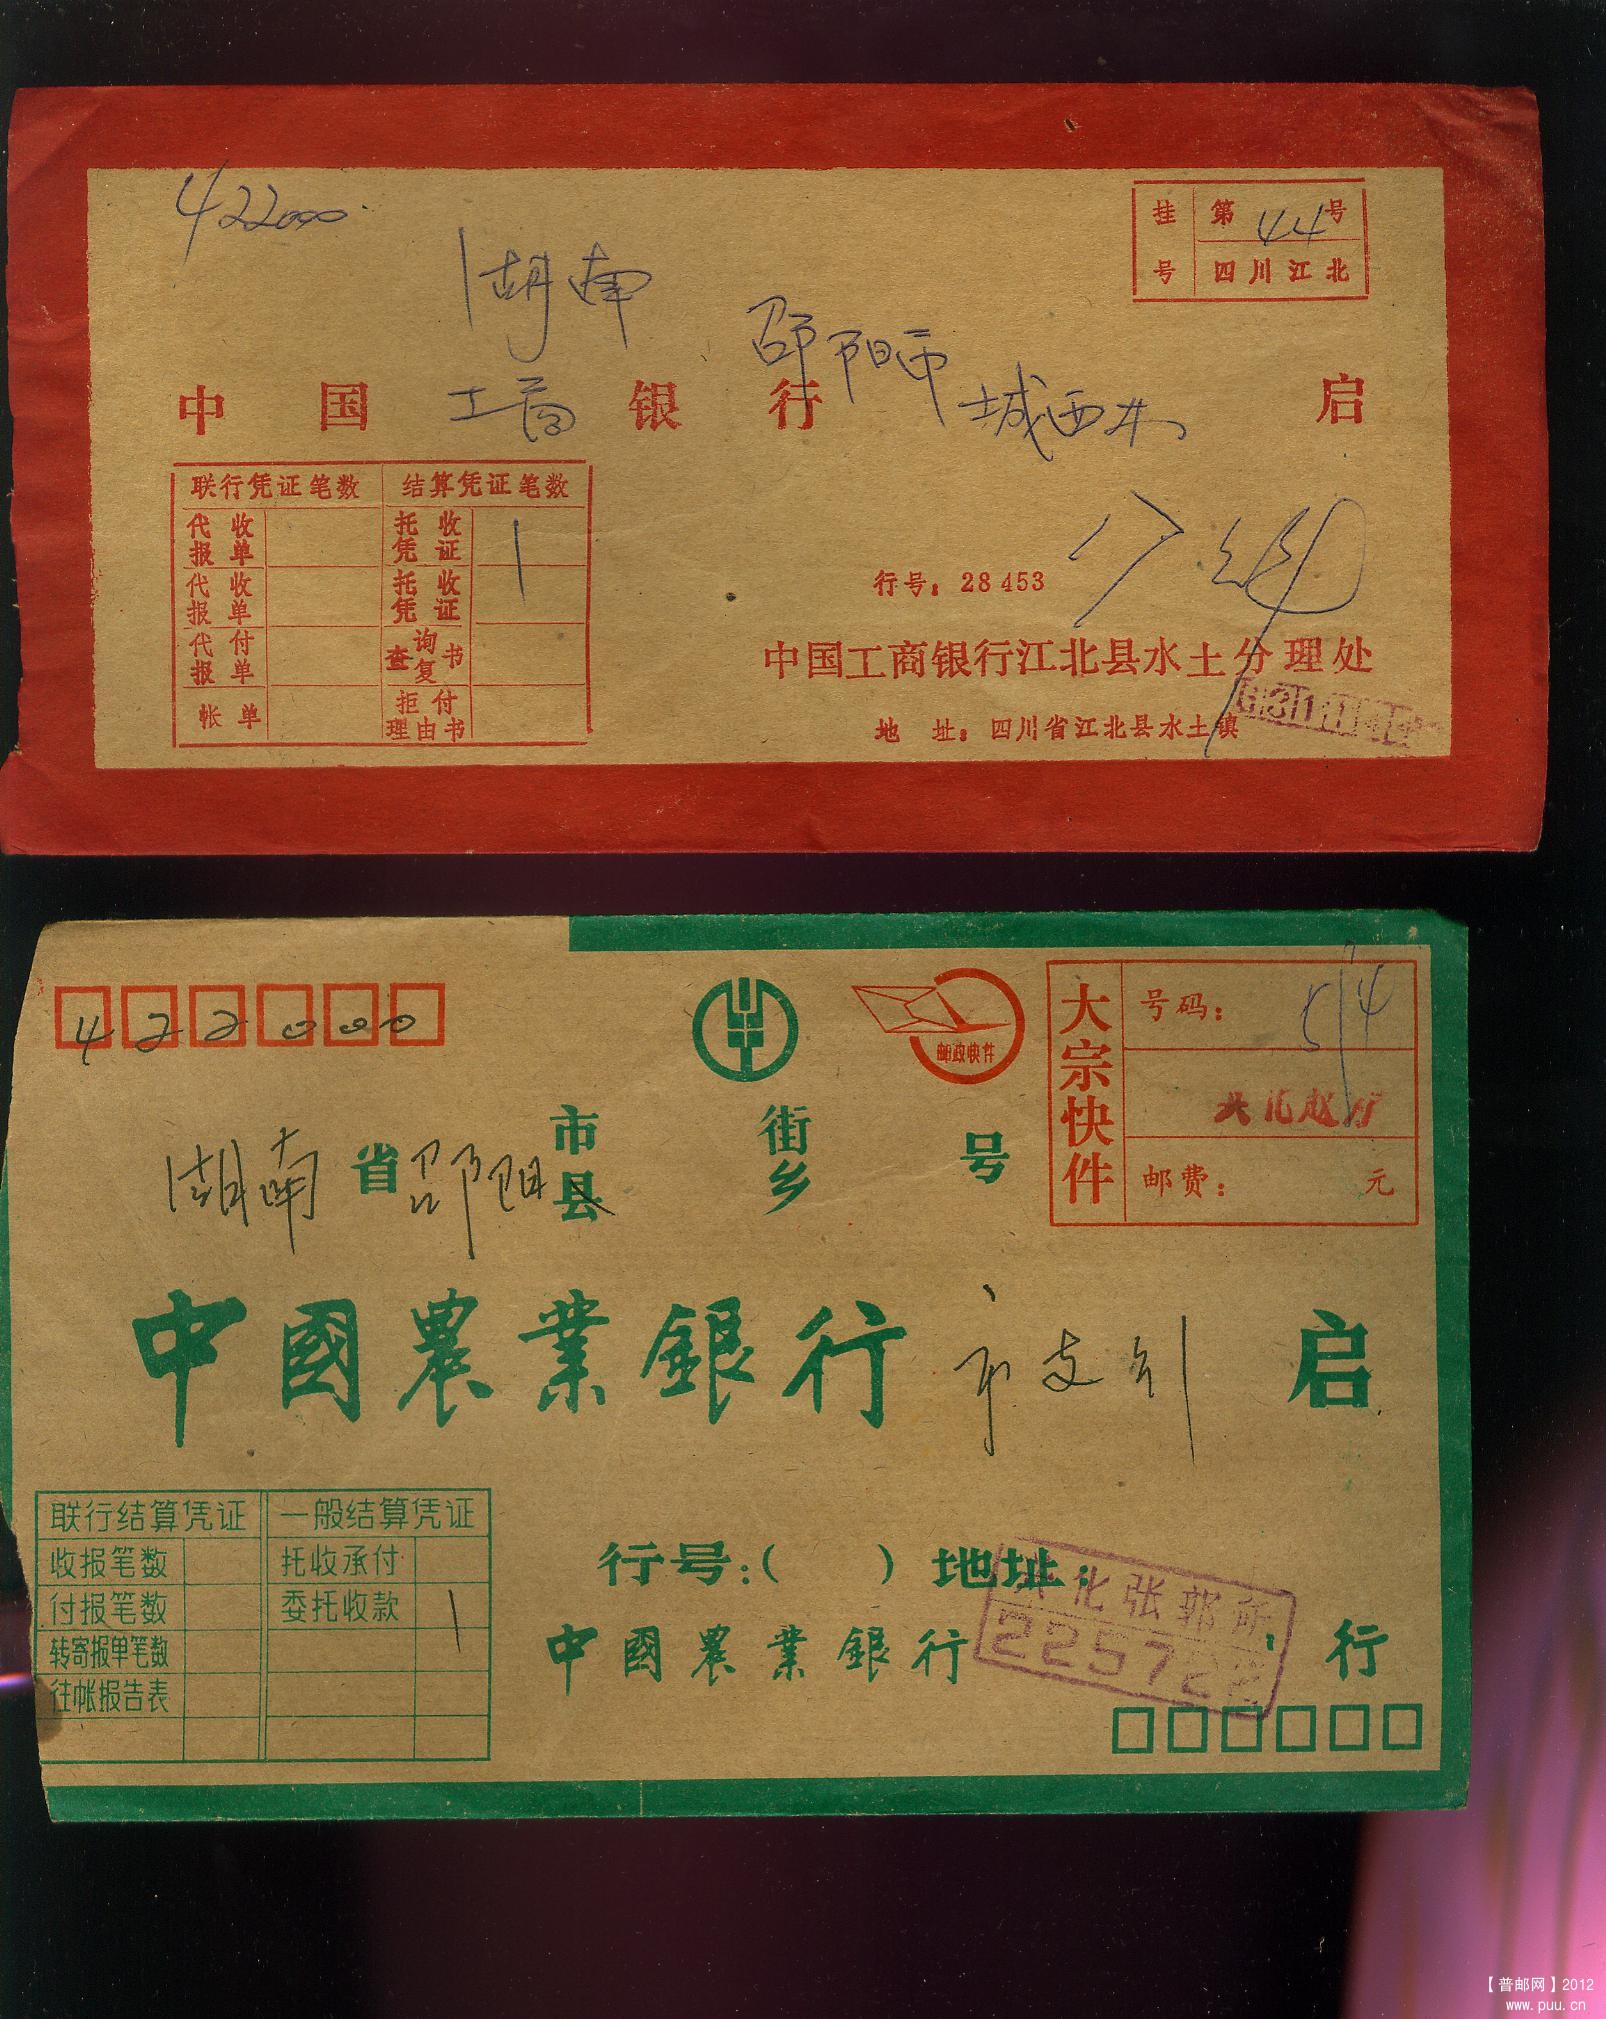 422000
挂号 第44号
四川江北
湖南
邵阳市
中国工商银行 城西办 启
联行凭证笔数 结算凭证笔数
代收报单 托收凭证 1
代收报单 托收凭证
代付报单 查询复书
帐单 拒付理由书
行号：28453
中国工商银行江北县水土分理处
地址：四川省江北县水土镇
422000
邮政快件
大宗快件
号码： 514
兴化赵
邮费： 元
湖南省邵阳市县 街乡 号
中國農業銀行 市支行 启
联行结算凭证 一般结算凭证
收报笔数 托收承付
付报笔数 委托收款 1
转寄报单笔数
往帐报告表
行号：（ ）地址：
化张郭
中國農業銀行 行
22572
【普邮网】2012
www.puu.cn